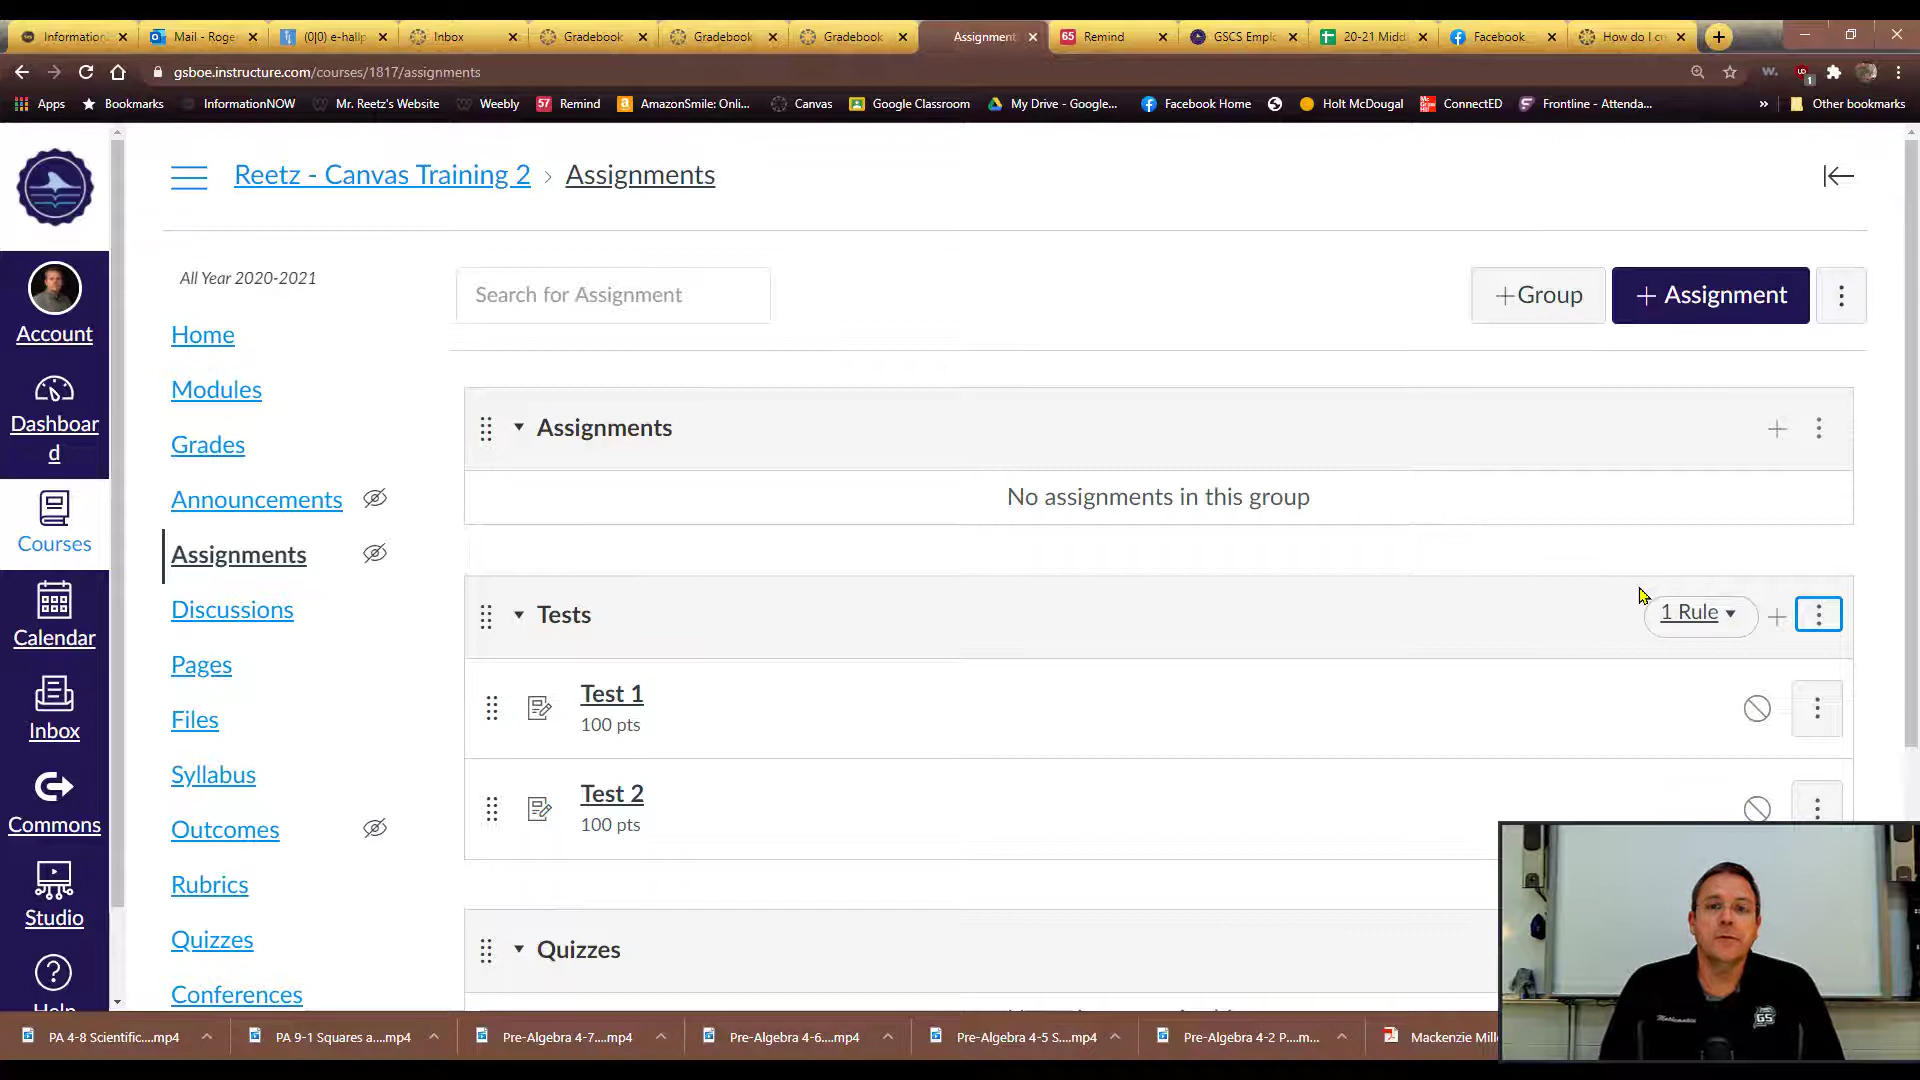 Information
Mail - Roge
(0|0) e-hallp
Inbox
Gradebook
Gradebook
Gradebook
Assignment
65 Remind
GSCS Emplo
20-21 Midd
Facebook
How do I cu
gsboe.instructure.com/courses/1817/assignments
Apps
Bookmarks
InformationNOW
Mr. Reetz's Website
Weebly
57 Remind
AmazonSmile: Onli...
Canvas
Google Classroom
My Drive - Google...
Facebook Home
Holt McDougal
ConnectED
Frontline - Attenda...
»
Other bookmarks
Reetz - Canvas Training 2 › Assignments
Account
Dashboar
d
Courses
Calendar
Inbox
Commons
Studio
Help
All Year 2020-2021
Home
Modules
Grades
Announcements
Assignments
Discussions
Pages
Files
Syllabus
Outcomes
Rubrics
Quizzes
Conferences
Search for Assignment
+Group
+ Assignment
Assignments
No assignments in this group
Tests
1 Rule
Test 1
100 pts
Test 2
100 pts
Quizzes
Mathematics
GS
PA 4-8 Scientific....mp4
PA 9-1 Squares a....mp4
Pre-Algebra 4-7....mp4
Pre-Algebra 4-6....mp4
Pre-Algebra 4-5 S....mp4
Pre-Algebra 4-2 P....m...
Mackenzie Mill